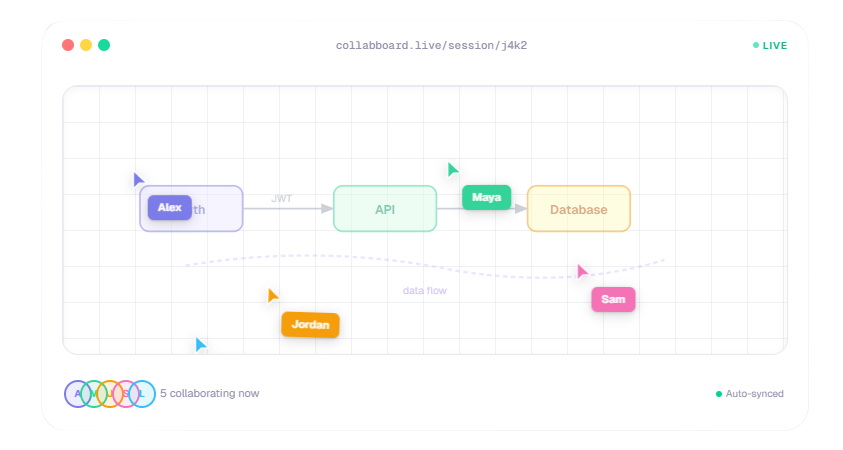 collabboard.live/session/j4k2
LIVE
JWT
Alex
th
API
Maya
Database
data flow
Sam
Jordan
A
M
J
S
L
5 collaborating now
Auto-synced